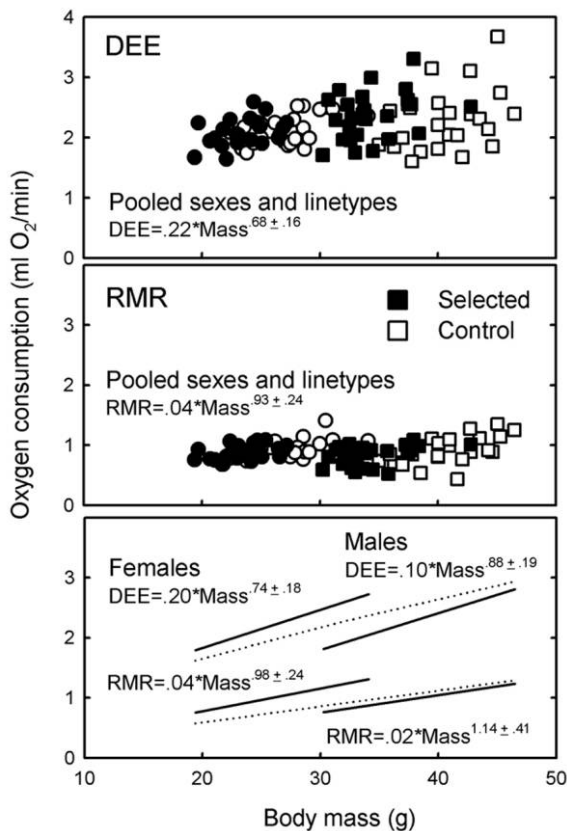 Oxygen consumption (ml O₂/min)
4
3
2
1
0
DEE
Pooled sexes and linetypes
DEE=.22*Mass^.68 ± .16
3
2
1
0
RMR
Selected
Control
Pooled sexes and linetypes
RMR=.04*Mass^.93 ± .24
3
2
1
0
Females
DEE=.20*Mass^.74 ± .18
Males
DEE=.10*Mass^.88 ± .19
RMR=.04*Mass^.98 ± .24
RMR=.02*Mass^1.14 ± .41
10 20 30 40 50
Body mass (g)